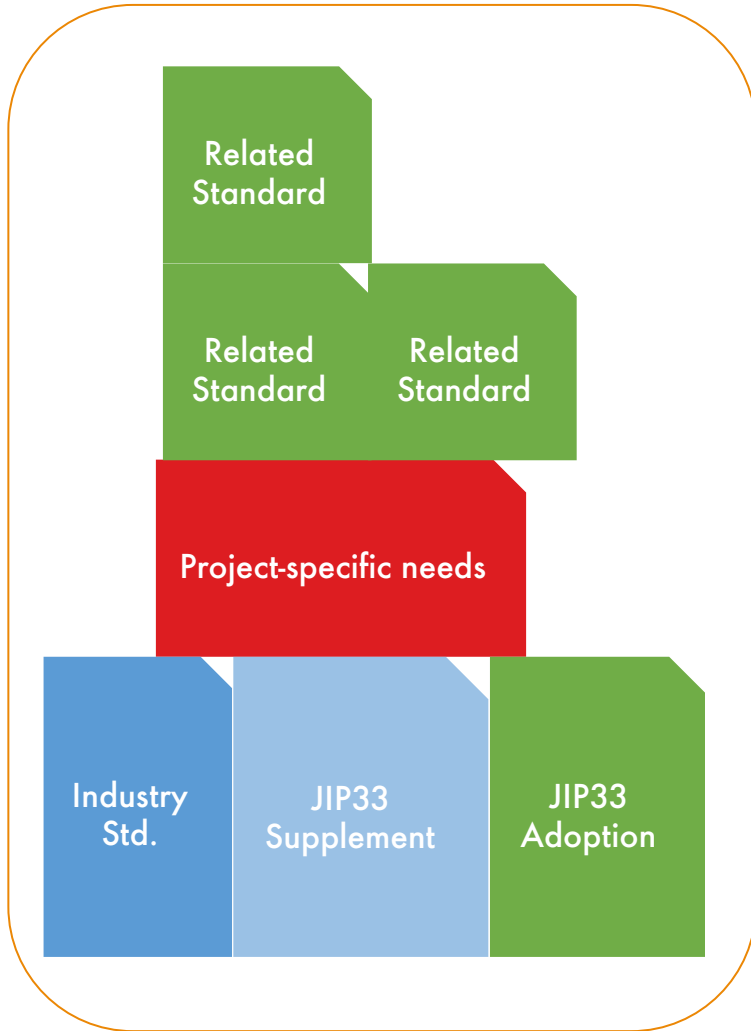 Related
Standard
Related
Standard
Related
Standard
Project-specific needs
Industry
Std.
JIP33
Supplement
JIP33
Adoption